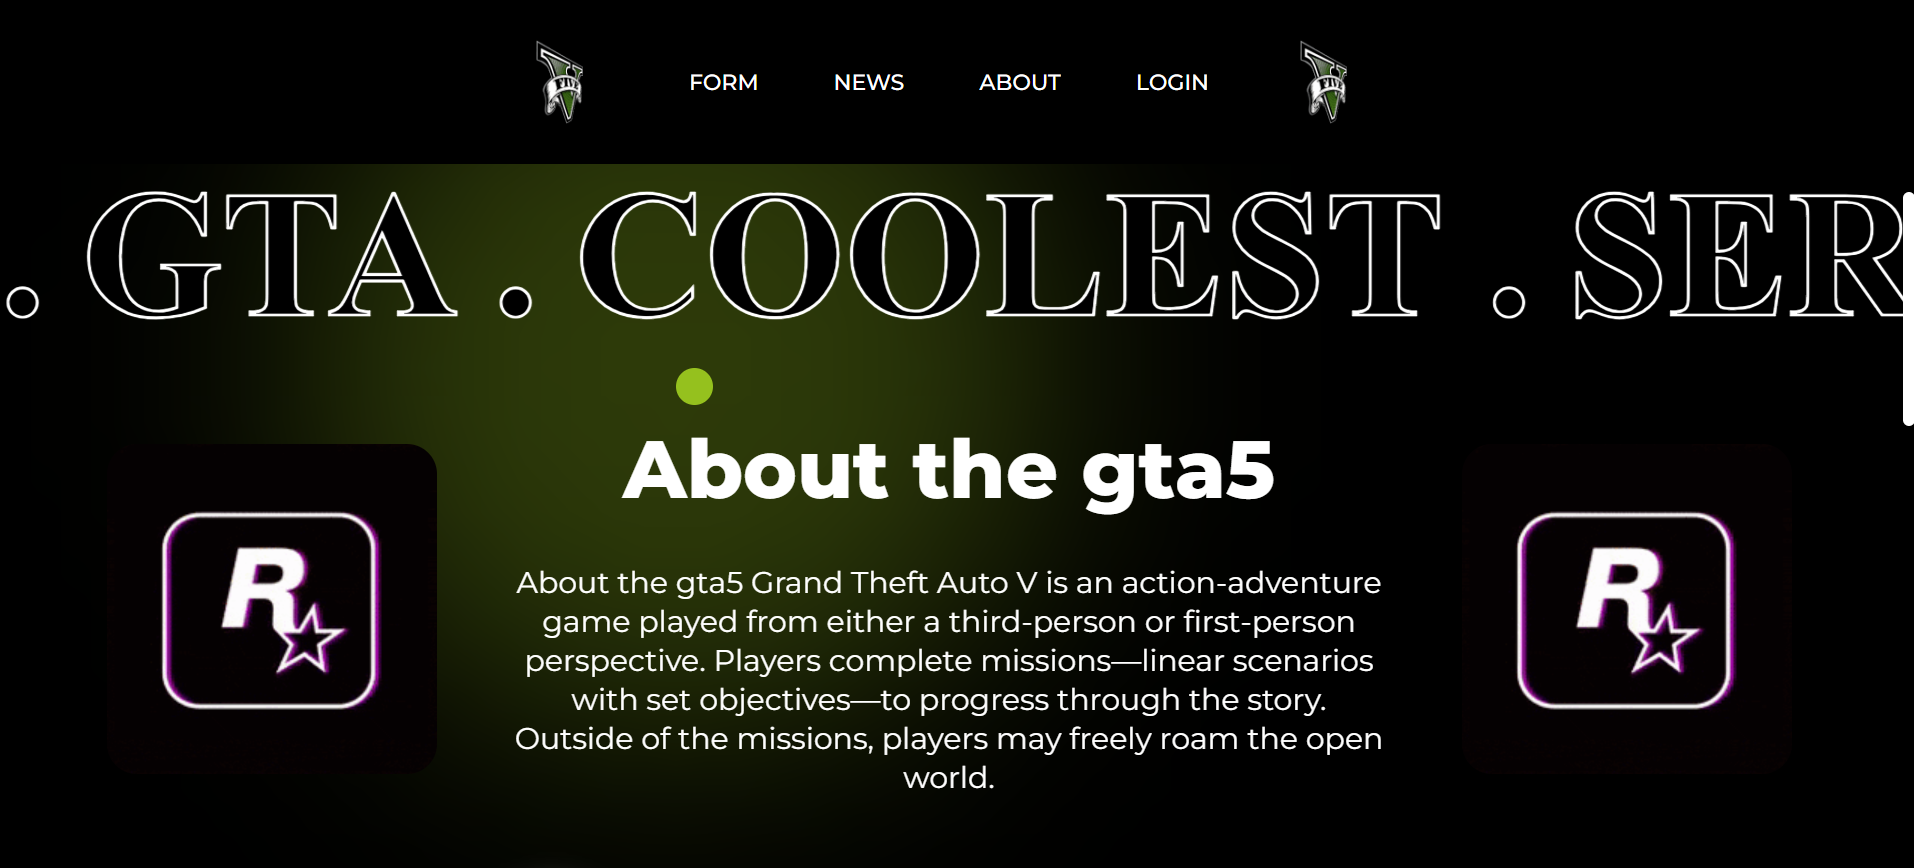 FIVE FORM NEWS ABOUT LOGIN FIVE
. GTA . COOLEST . SER
About the gta5
R
R
About the gta5 Grand Theft Auto V is an action-adventure
game played from either a third-person or first-person
perspective. Players complete missions—linear scenarios
with set objectives—to progress through the story.
Outside of the missions, players may freely roam the open
world.